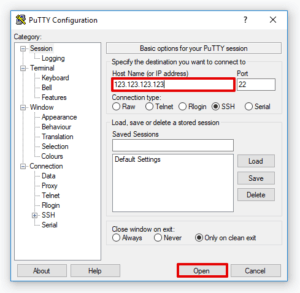 PuTTY Configuration
Category:
Session
Logging
Terminal
Keyboard
Bell
Features
Window
Appearance
Behaviour
Translation
Selection
Colours
Connection
Data
Proxy
Telnet
Rlogin
SSH
Serial
Basic options for your PuTTY session
Specify the destination you want to connect to
Host Name (or IP address) Port
123.123.123.123 22
Connection type:
Raw Telnet Rlogin SSH Serial
Load, save or delete a stored session
Saved Sessions
Default Settings
Load
Save
Delete
Close window on exit:
Always Never Only on clean exit
About Help Open Cancel